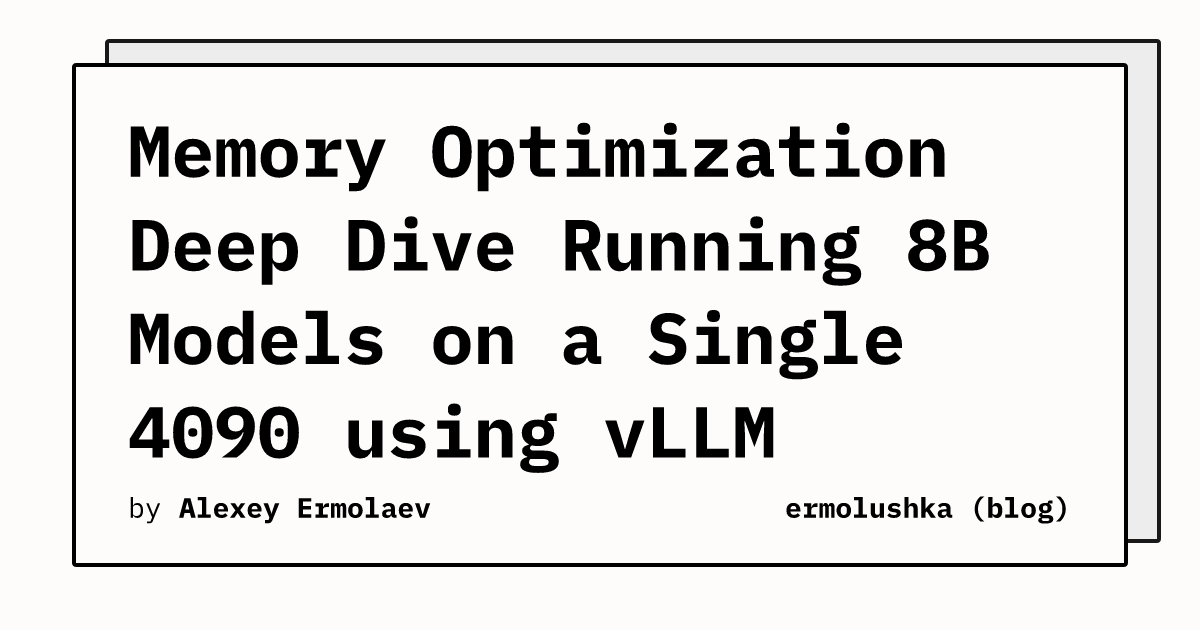 Memory Optimization
Deep Dive Running 8B
Models on a Single
4090 using vLLM
by Alexey Ermolaev
ermolushka (blog)